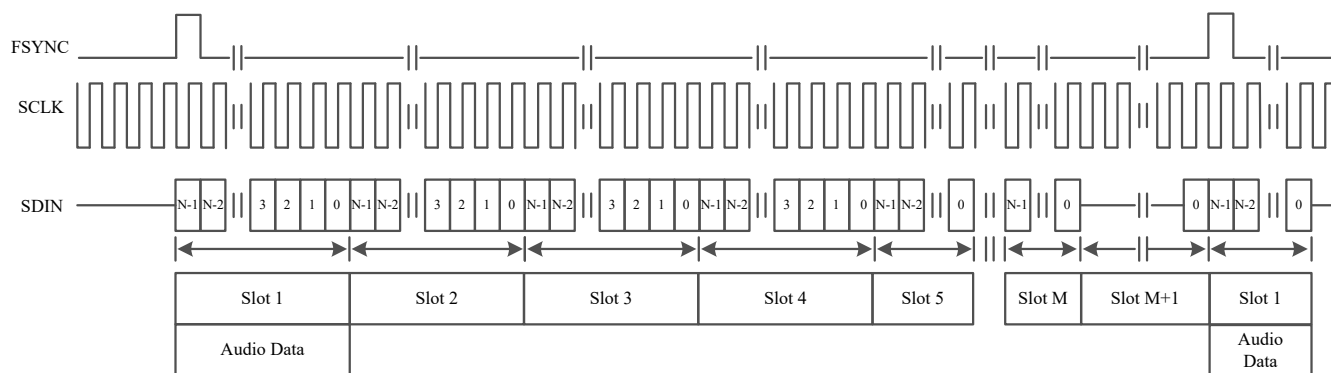 FSYNC
SCLK
SDIN
N-1 N-2 3 2 1 0 N-1 N-2 3 2 1 0 N-1 N-2 3 2 1 0 N-1 N-2 3 2 1 0 N-1 N-2 0 N-1 0 0 N-1 N-2 0
Slot 1 Slot 2 Slot 3 Slot 4 Slot 5 Slot M Slot M+1 Slot 1
Audio Data Audio
Data